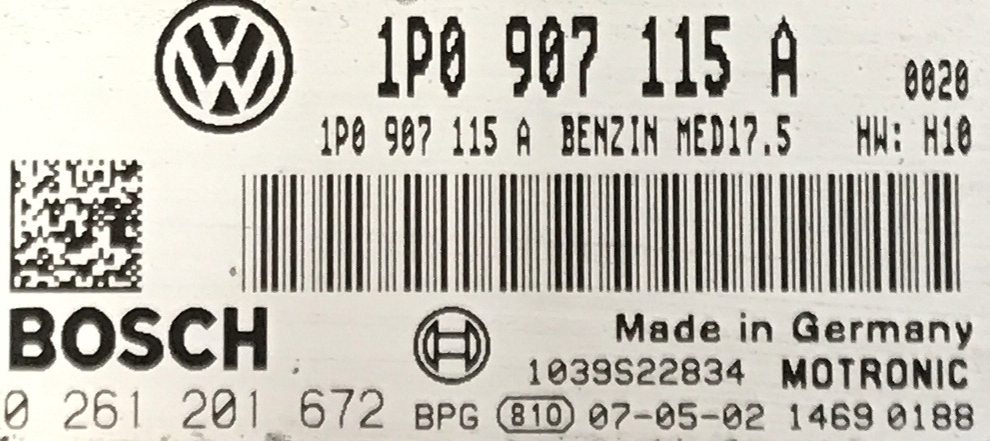 1P0 907 115 A 0020
1P0 907 115 A BENZIN MED17.5 HW: H10
BOSCH
Made in Germany
1039S22834 MOTRONIC
0 261 201 672 BPG 810 07-05-02 1469 0188